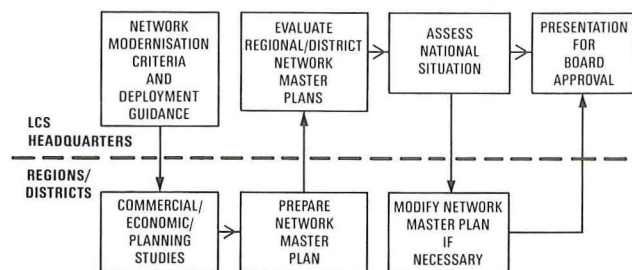 NETWORK
MODERNISATION
CRITERIA
AND
DEPLOYMENT
GUIDANCE
EVALUATE
REGIONAL/DISTRICT
NETWORK
MASTER
PLANS
ASSESS
NATIONAL
SITUATION
PRESENTATION
FOR
BOARD
APPROVAL
LCS
HEADQUARTERS
REGIONS/
DISTRICTS
COMMERCIAL/
ECONOMIC/
PLANNING
STUDIES
PREPARE
NETWORK
MASTER
PLAN
MODIFY NETWORK
MASTER PLAN
IF
NECESSARY